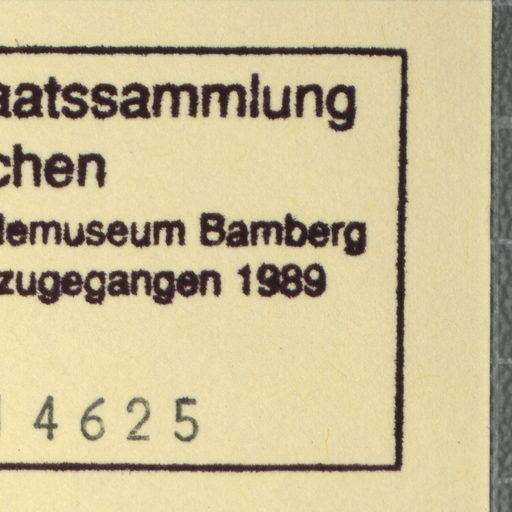 aatssammlung
chen
lemuseum Bamberg
zugegangen 1989
4625